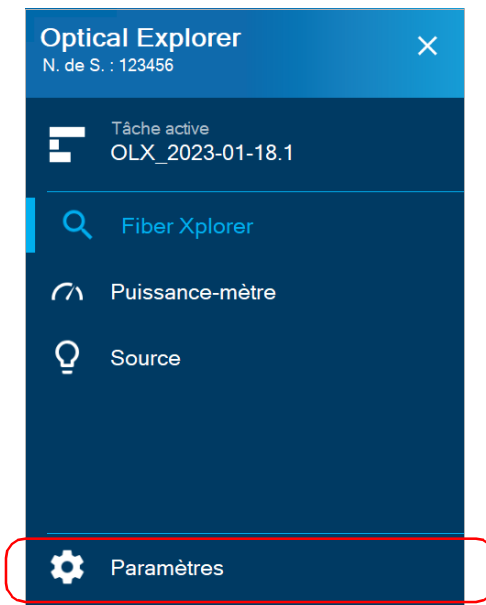 Optical Explorer
N. de S. : 123456
Tâche active
OLX_2023-01-18.1
Fiber Xplorer
Puissance-mètre
Source
Paramètres